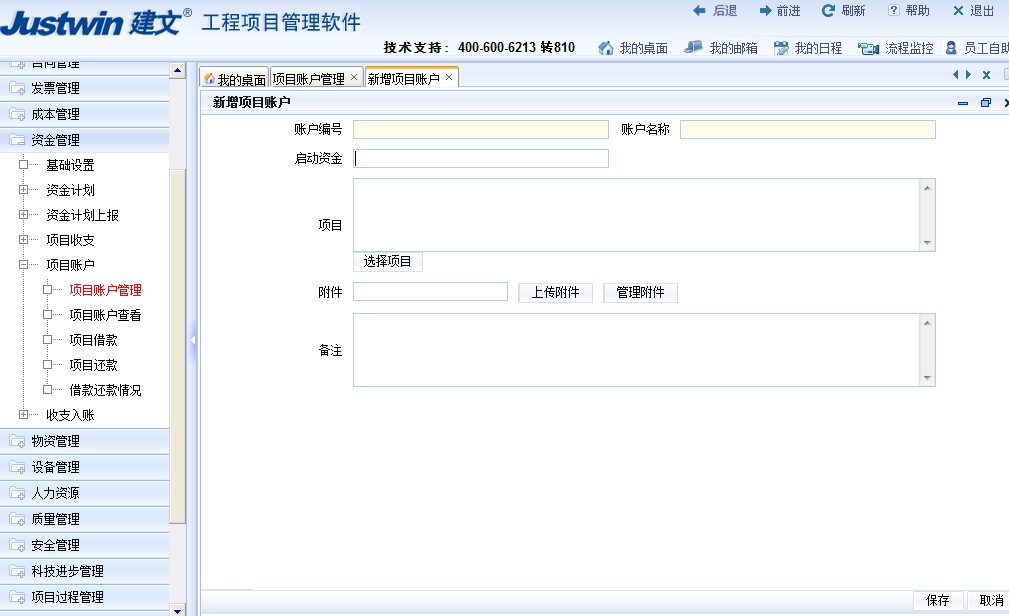 Justwin 建文® 工程项目管理软件
后退 前进 刷新 帮助 退出
技术支持：400-600-6213 转810 我的桌面 我的邮箱 我的日程 流程监控 员工自助
合同管理
发票管理
成本管理
资金管理
基础设置
资金计划
资金计划上报
项目收支
项目账户
项目账户管理
项目账户查看
项目借款
项目还款
借款还款情况
收支入账
物资管理
设备管理
人力资源
质量管理
安全管理
科技进步管理
项目过程管理
我的桌面 项目账户管理 × 新增项目账户 ×
新增项目账户
账户编号 账户名称
启动资金
项目
选择项目
附件 上传附件 管理附件
备注
保存 取消